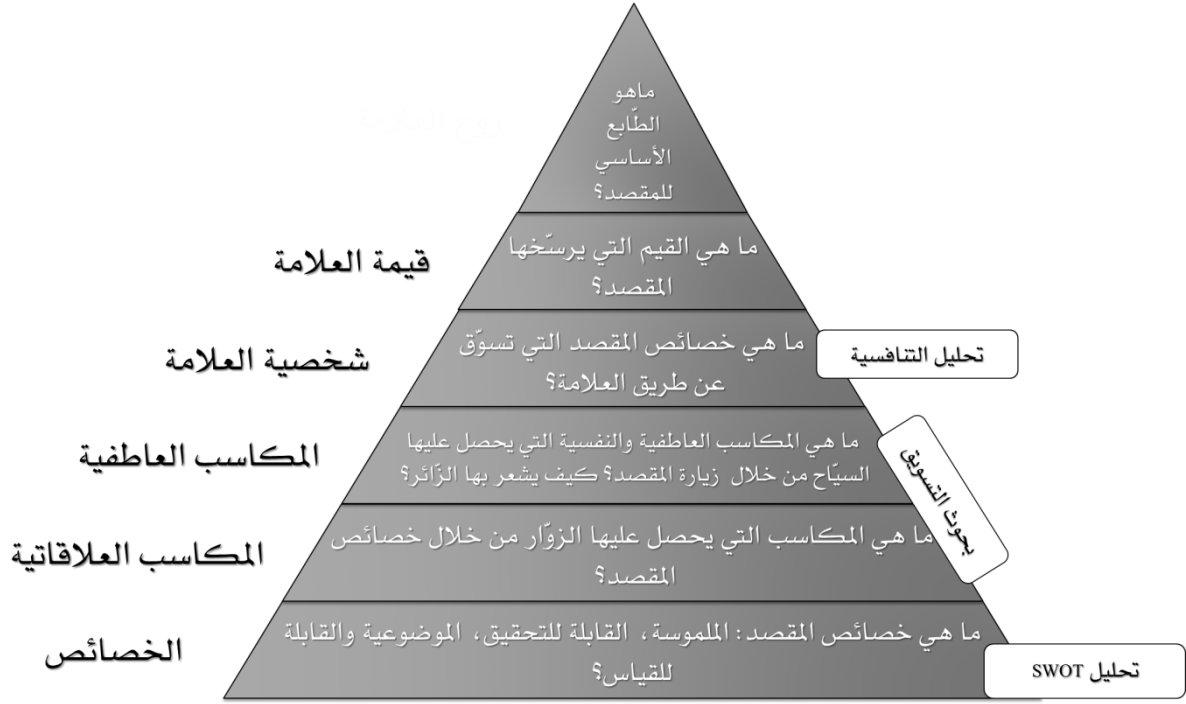 ماهو
الطّابع
الأساسي
للمقصد؟
قيمة العلامة
ما هي القيم التي يرسّخها
المقصد؟
شخصية العلامة
ما هي خصائص المقصد التي تسوّق
عن طريق العلامة؟
تحليل التنافسية
المكاسب العاطفية
ما هي المكاسب العاطفية والنفسية التي يحصل عليها
السيّاح من خلال زيارة المقصد؟ كيف يشعر بها الزّائر؟
بحوث التسويق
المكاسب العلاقاتية
ما هي المكاسب التي يحصل عليها الزوّار من خلال خصائص
المقصد؟
الخصائص
ما هي خصائص المقصد: الملموسة، القابلة للتحقيق، الموضوعية والقابلة
للقياس؟
تحليل SWOT